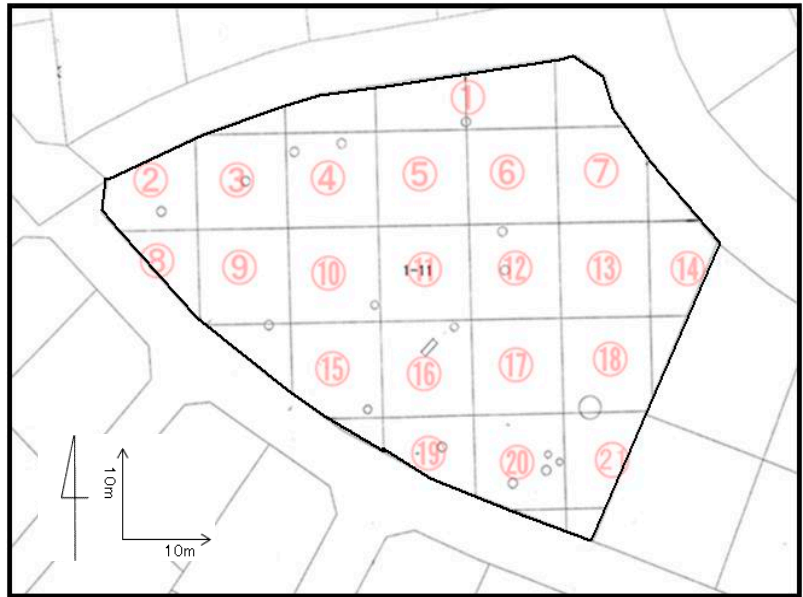 ①
② ③ ④ ⑤ ⑥ ⑦
⑧ ⑨ ⑩ ⑪ ⑫ ⑬ ⑭
1-11
⑮ ⑯ ⑰ ⑱
⑲ ⑳ ㉑
10m
10m